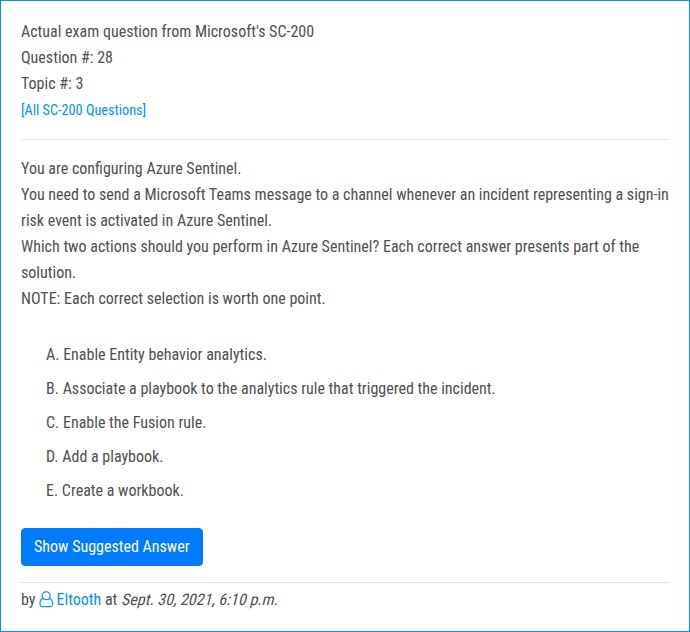 Actual exam question from Microsoft's SC-200
Question #: 28
Topic #: 3
[All SC-200 Questions]
You are configuring Azure Sentinel.
You need to send a Microsoft Teams message to a channel whenever an incident representing a sign-in
risk event is activated in Azure Sentinel.
Which two actions should you perform in Azure Sentinel? Each correct answer presents part of the
solution.
NOTE: Each correct selection is worth one point.
A. Enable Entity behavior analytics.
B. Associate a playbook to the analytics rule that triggered the incident.
C. Enable the Fusion rule.
D. Add a playbook.
E. Create a workbook.
Show Suggested Answer
by Eltooth at Sept. 30, 2021, 6:10 p.m.